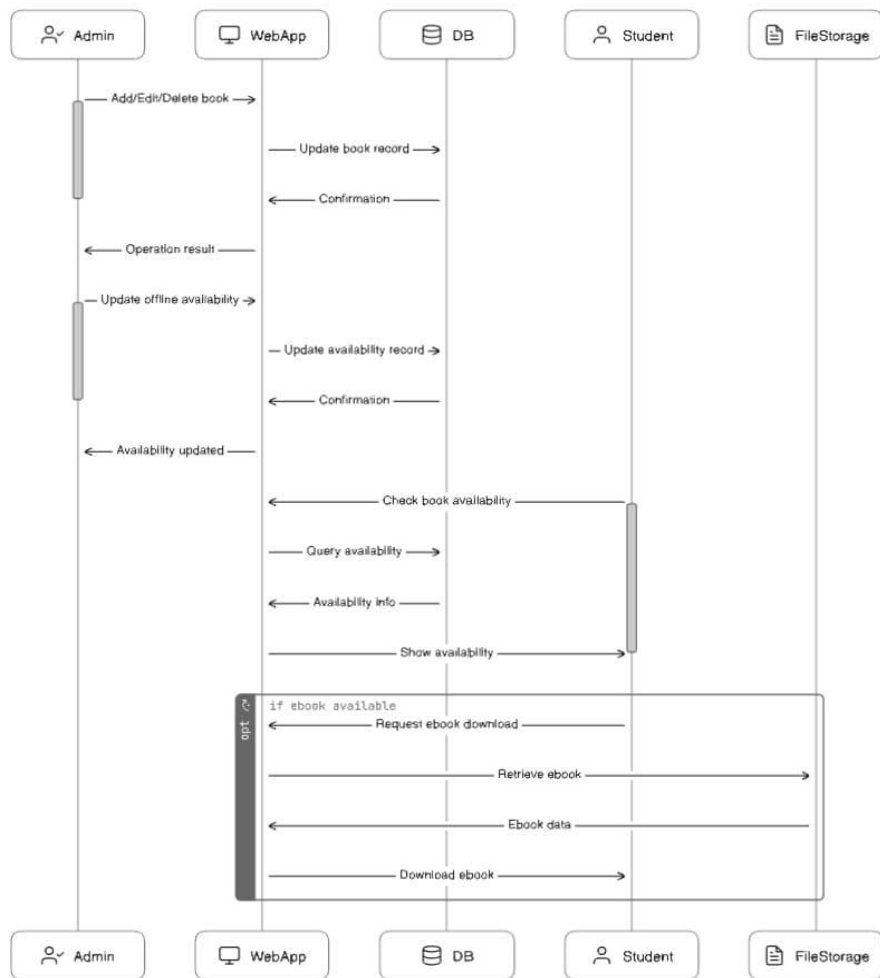 Admin
WebApp
DB
Student
FileStorage
Add/Edit/Delete book
Update book record
Confirmation
Operation result
Update offline availability
Update availability record
Confirmation
Availability updated
Check book availability
Query availability
Availability info
Show availability
opt
if ebook available
Request ebook download
Retrieve ebook
Ebook data
Download ebook
Admin
WebApp
DB
Student
FileStorage